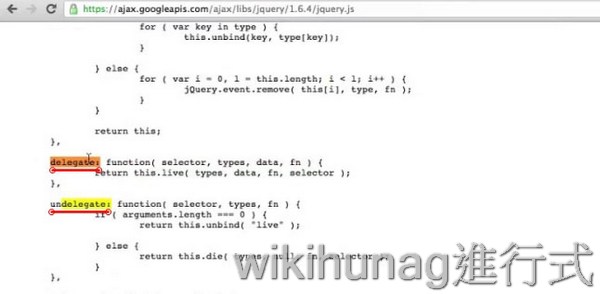 https://ajax.googleapis.com/ajax/libs/jquery/1.6.4/jquery.js
for ( var key in type ) {
this.unbind(key, type[key]);
}
} else {
for ( var i = 0, l = this.length; i < l; i++ ) {
jQuery.event.remove( this[i], type, fn );
}
}
return this;
},
delegate: function( selector, types, data, fn ) {
return this.live( types, data, fn, selector );
},
undelegate: function( selector, types, fn ) {
if ( arguments.length === 0 ) {
return this.unbind( "live" );
} else {
return this.die( types, null, fn, selector );
}
},
wikihunag進行式